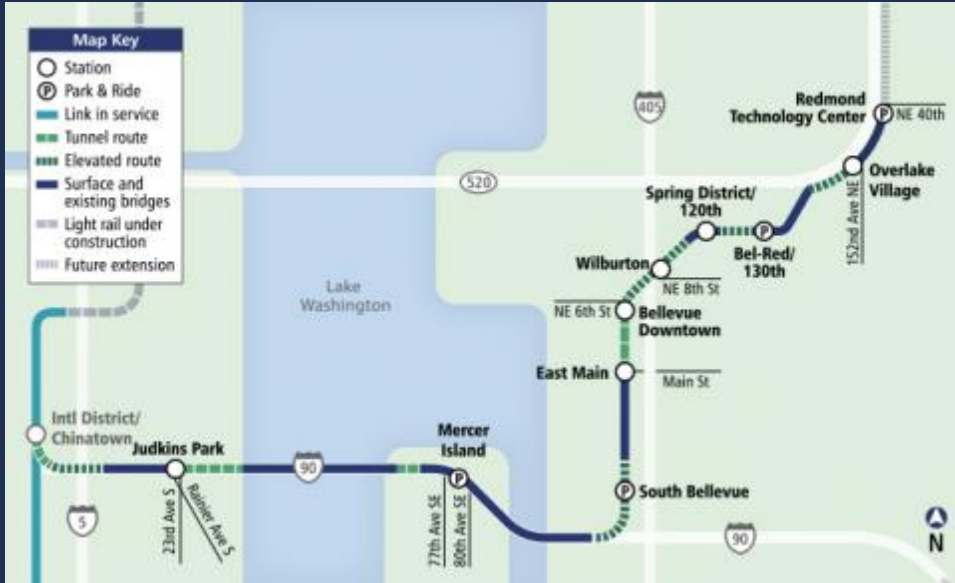 Map Key
Station
P Park & Ride
Link in service
Tunnel route
Elevated route
Surface and
existing bridges
Light rail under
construction
Future extension
405
Redmond
Technology Center
P
NE 40th
520
Overlake
Village
152nd Ave NE
Spring District/
120th
P
Bel-Red/
130th
Wilburton
NE 8th St
Lake
Washington
NE 6th St
Bellevue
Downtown
East Main
Main St
Intl District/
Chinatown
Judkins Park
23rd Ave S
Rainier Ave S
5
90
Mercer
Island
P
77th Ave SE
80th Ave SE
P
South Bellevue
90
N